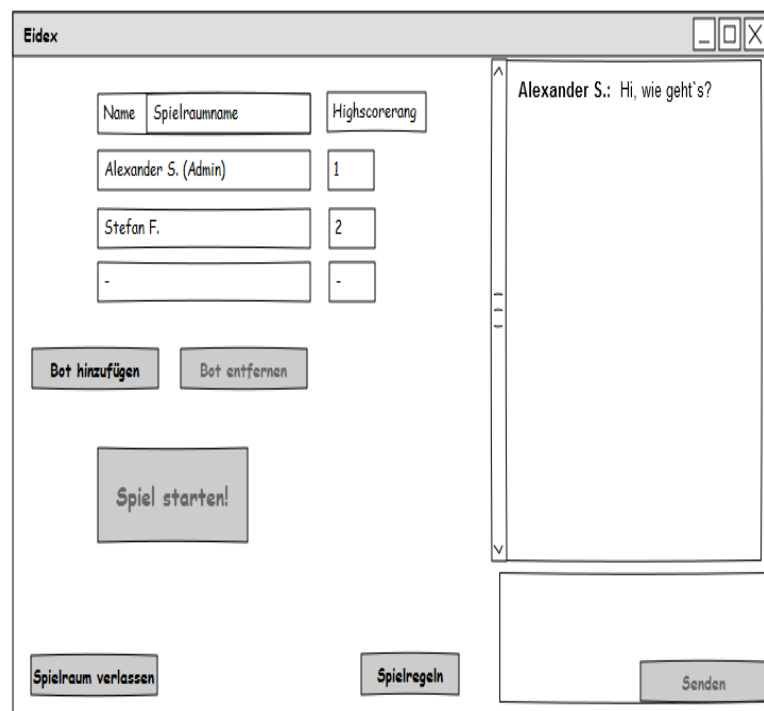 Eidex
Name Spielraumname Highscorerang
Alexander S. (Admin) 1
Stefan F. 2
- -
Bot hinzufügen Bot entfernen
Spiel starten!
Spielraum verlassen Spielregeln
Alexander S.: Hi, wie geht`s?
Senden